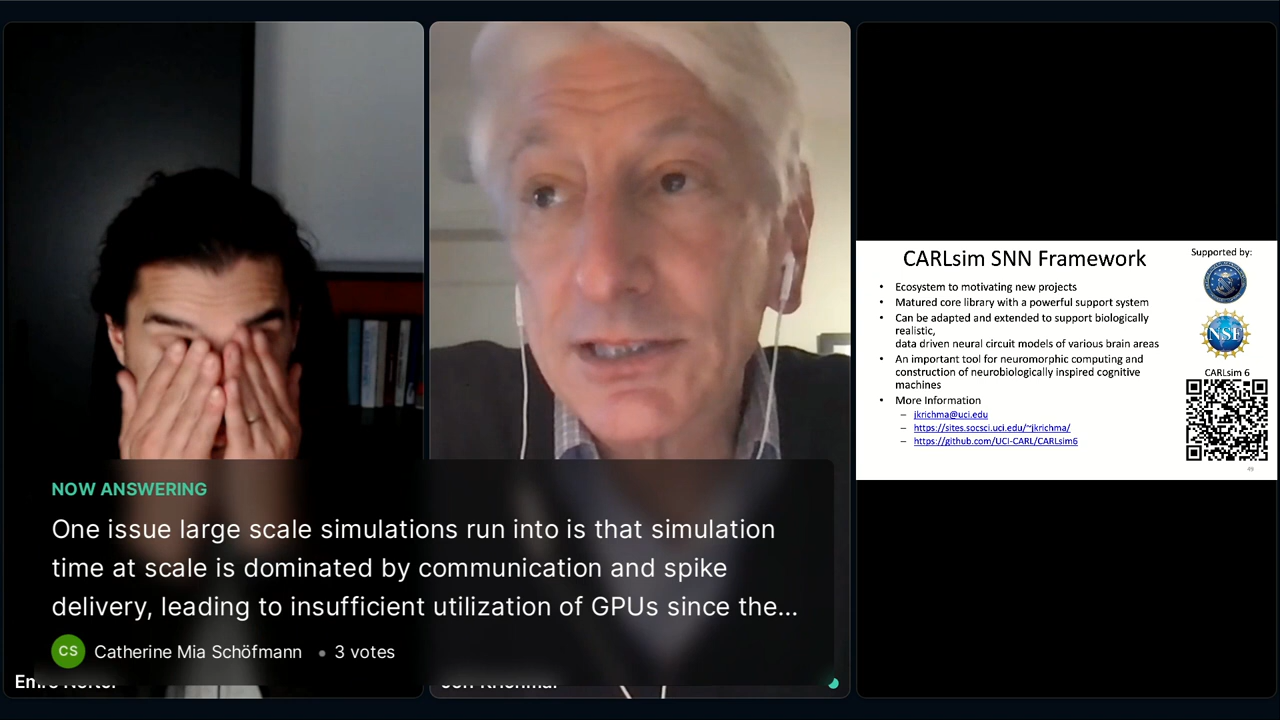 CARLsim SNN Framework
Supported by:
• Ecosystem to motivating new projects
• Matured core library with a powerful support system
• Can be adapted and extended to support biologically
realistic,
data driven neural circuit models of various brain areas
• An important tool for neuromorphic computing and
construction of neurobiologically inspired cognitive
machines
• More Information
– jkrichma@uci.edu
– https://sites.socsci.uci.edu/~jkrichma/
– https://github.com/UCI-CARL/CARLsim6
NSF
CARLsim 6
49
NOW ANSWERING
One issue large scale simulations run into is that simulation
time at scale is dominated by communication and spike
delivery, leading to insufficient utilization of GPUs since the...
CS Catherine Mia Schöfmann • 3 votes